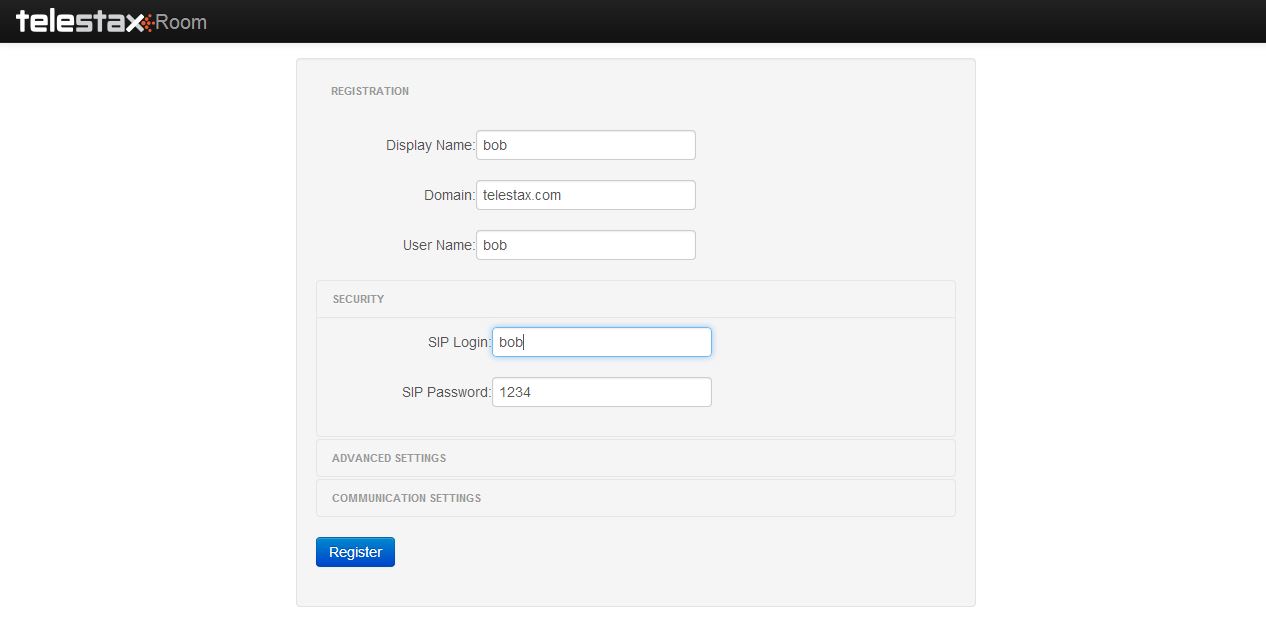 telestax Room
REGISTRATION
Display Name: bob
Domain: telestax.com
User Name: bob
SECURITY
SIP Login: bob
SIP Password: 1234
ADVANCED SETTINGS
COMMUNICATION SETTINGS
Register